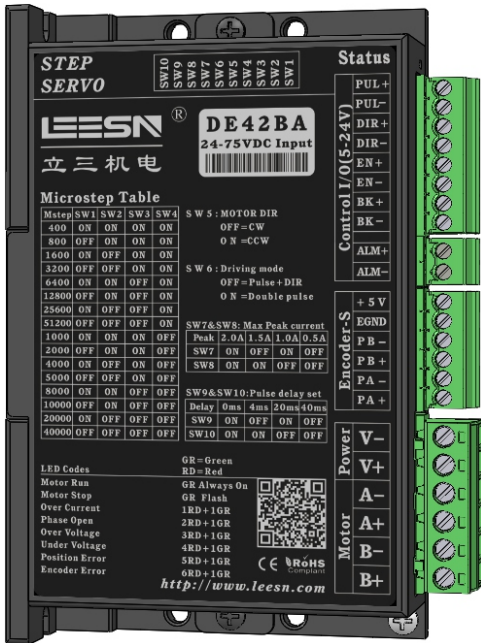 STEP
SERVO
SW10
SW9
SW8
SW7
SW6
SW5
SW4
SW3
SW2
SW1
Status
LEESN ®
立三机电
DE42BA
24-75VDC Input
Microstep Table
Mstep SW1 SW2 SW3 SW4
400 ON ON ON ON
800 OFF ON ON ON
1600 ON OFF ON ON
3200 OFF OFF ON ON
6400 ON ON OFF ON
12800 OFF ON OFF ON
25600 ON OFF OFF ON
51200 OFF OFF OFF ON
1000 ON ON ON OFF
2000 OFF ON ON OFF
4000 ON OFF ON OFF
5000 OFF OFF ON OFF
8000 ON ON OFF OFF
10000 OFF ON OFF OFF
20000 ON OFF OFF OFF
40000 OFF OFF OFF OFF
SW5: MOTOR DIR
OFF=CW
ON=CCW
SW6: Driving mode
OFF=Pulse+DIR
ON=Double pulse
SW7&SW8: Max Peak current
Peak 2.0A 1.5A 1.0A 0.5A
SW7 ON OFF ON OFF
SW8 ON ON OFF OFF
SW9&SW10:Pulse delay set
Delay 0ms 4ms 20ms 40ms
SW9 ON OFF ON OFF
SW10 ON ON OFF OFF
GR=Green
LED Codes RD=Red
Motor Run GR Always On
Motor Stop GR Flash
Over Current 1RD+1GR
Phase Open 2RD+1GR
Over Voltage 3RD+1GR
Under Voltage 4RD+1GR
Position Error 5RD+1GR
Encoder Error 6RD+1GR
CE RoHS
Compliant
http://www.leesn.com
Control I/O(5-24V)
PUL+
PUL-
DIR+
DIR-
EN+
EN-
BK+
BK-
ALM+
ALM-
Encoder-S
+5V
EGND
PB-
PB+
PA-
PA+
Power
V-
V+
Motor
A-
A+
B-
B+